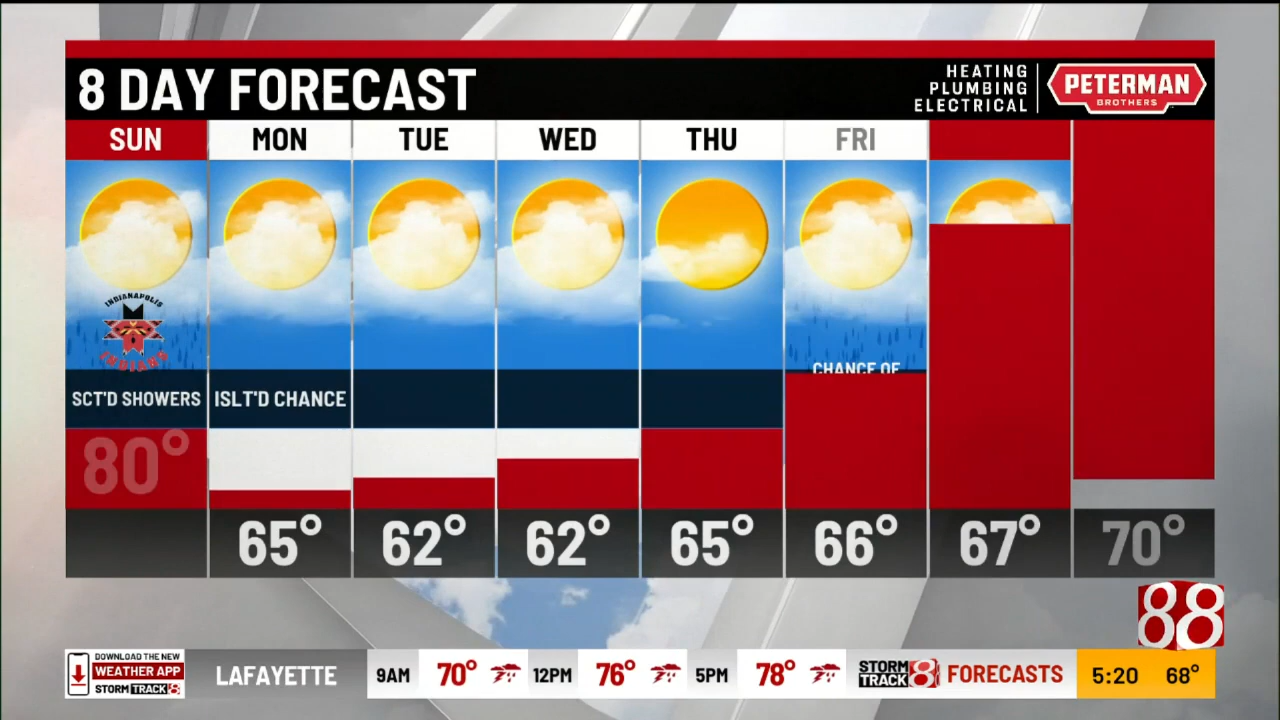 8 DAY FORECAST
HEATING
PLUMBING
ELECTRICAL
PETERMAN
BROTHERS
SUN
MON
TUE
WED
THU
FRI
INDIANAPOLIS
INDIANS
CHANCE OF
SCT'D SHOWERS
ISLT'D CHANCE
80°
65°
62°
62°
65°
66°
67°
70°
88
DOWNLOAD THE NEW
WEATHER APP
STORM TRACK 8
LAFAYETTE
9AM
70°
12PM
76°
5PM
78°
STORM
TRACK
8
FORECASTS
5:20
68°